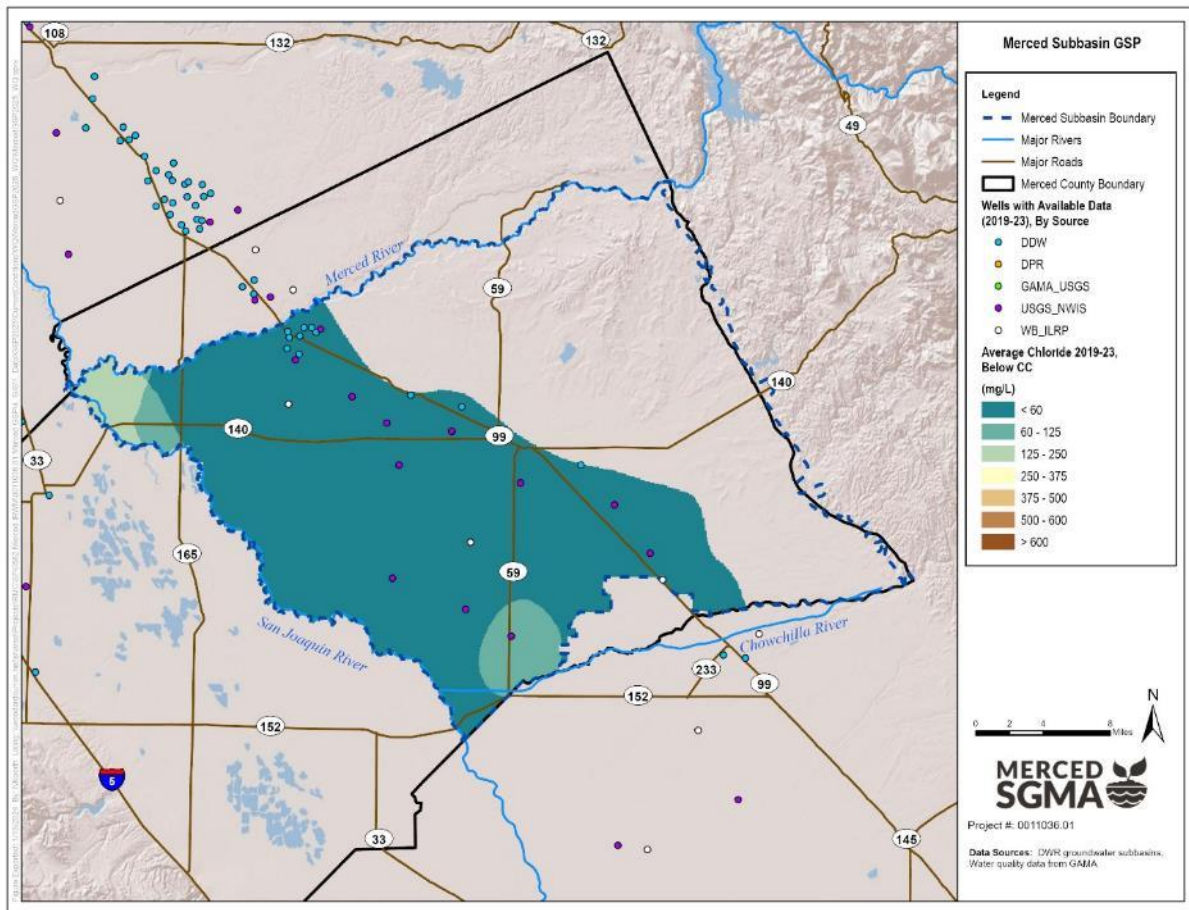 108
132
132
49
Merced River
59
140
33
140
99
165
59
San Joaquin River
Chowchilla River
233
99
152
152
5
33
145
Merced Subbasin GSP
Legend
Merced Subbasin Boundary
Major Rivers
Major Roads
Merced County Boundary
Wells with Available Data
(2019-23), By Source
DDW
DPR
GAMA_USGS
USGS_NWIS
WB_ILRP
Average Chloride 2019-23,
Below CC
(mg/L)
< 60
60 - 125
125 - 250
250 - 375
375 - 500
500 - 600
> 600
N
0 2 4 8
Miles
MERCED
SGMA
Project #: 0011036.01
Data Sources: DWR groundwater subbasins,
Water quality data from GAMA